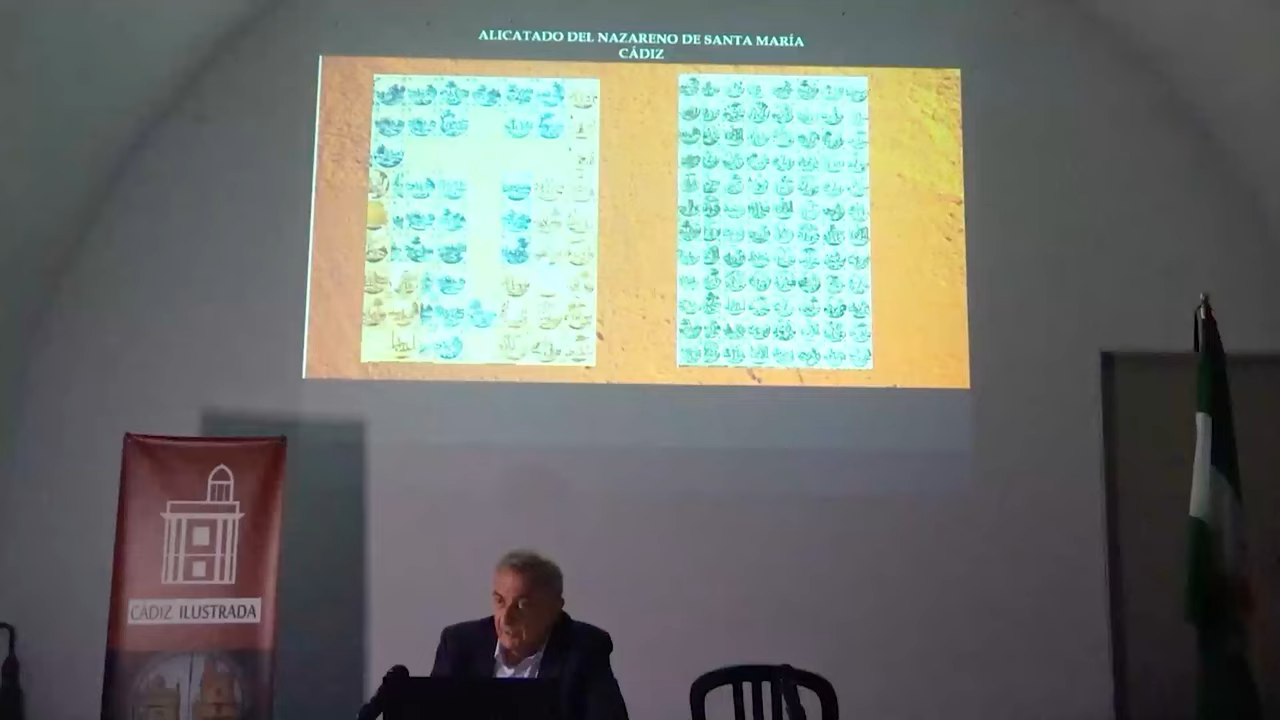 ALICATADO DEL NAZARENO DE SANTA MARÍA
CÁDIZ
CÁDIZ ILUSTRADA